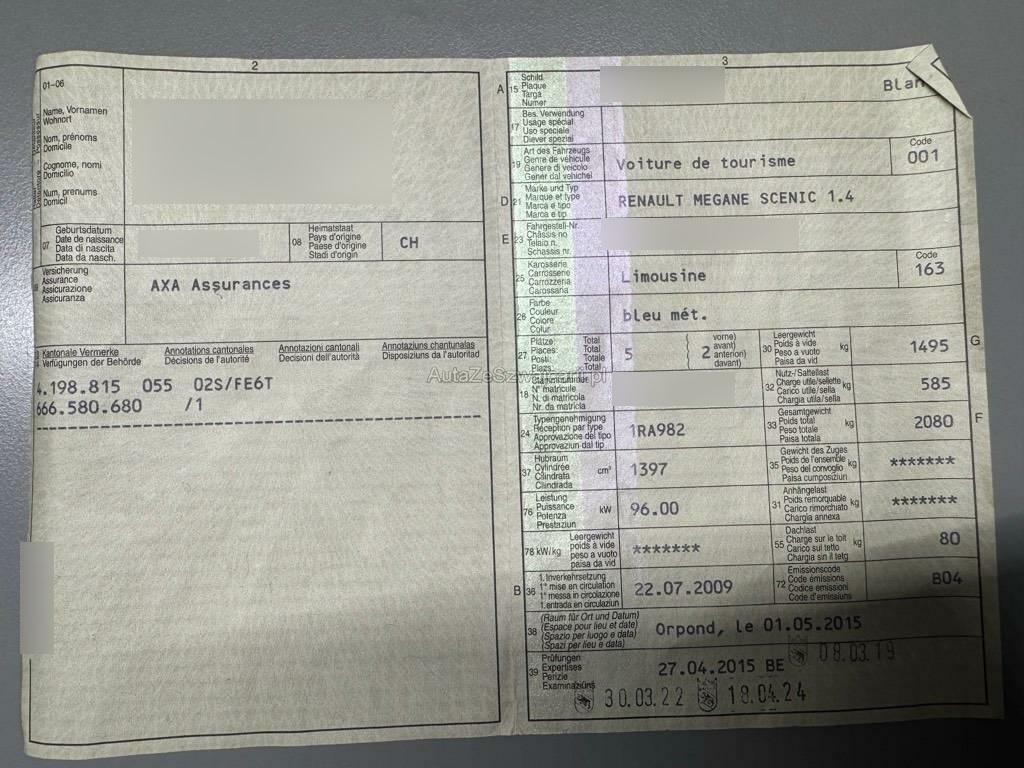 2
01-06
Name, Vornamen
Wohnort
Nom, prénoms
Domicile
Cognome, nomi
Domicilio
Num, prenums
Domicil
07
Geburtsdatum
Date de naissance
Data di nascita
Data da nasch.
08
Heimatstaat
Pays d'origine
Paese d'origine
Stadi d'origin
CH
Versicherung
Assurance
Assicurazione
Assicuranza
AXA Assurances
Kantonale Vermerke
Verfügungen der Behörde
Annotations cantonales
Décisions de l'autorité
Annotazioni cantonali
Decisioni dell'autorità
Annotaziuns chantunalas
Disposiziuns da l'autoritad
4.198.815 055 02S/FE6T
666.580.680 /1
3
A 15
Schild
Plaque
Targa
Numer
Blan
17
Bes. Verwendung
Usage spécial
Uso speciale
Diever spezial
19
Art des Fahrzeugs
Genre de véhicule
Genere di veicolo
Gener dal vehichel
Voiture de tourisme
Code
001
D 21
Marke und Typ
Marque et type
Marca e tipo
Marca e tip
RENAULT MEGANE SCENIC 1.4
E 23
Fahrgestell-Nr.
Châssis no
Telaio n.
Schassis nr.
25
Karosserie
Carrosserie
Carrozzeria
Carossaria
Limousine
Code
163
26
Farbe
Couleur
Colore
Colur
bleu mét.
27
Plätze: Total
Places: Total
Posti: Totale
Plazs: Total
5
2
vorne)
avant)
anteriori)
davant)
30
Leergewicht
Poids à vide
Peso a vuoto
Paisa da vid
kg
1495
G
18
Stammnummer
N° matricule
N. di matricola
Nr. da matricla
32
Nutz-/Sattellast
Charge utile/sellette
Carico utile/sella
Chargia utila/sella
kg
585
24
Typengenehmigung
Réception par type
Approvazione del tipo
Approvaziun dal tip
1RA982
33
Gesamtgewicht
Poids total
Peso totale
Paisa totala
kg
2080
F
37
Hubraum
Cylindrée
Cilindrata
Cilindrada
cm³
1397
35
Gewicht des Zuges
Poids de l'ensemble
Peso del convoglio
Paisa cumposiziun
kg
*******
76
Leistung
Puissance
Potenza
Prestaziun
kW
96.00
31
Anhängelast
Poids remorquable
Carico rimorchiato
Chargia annexa
kg
*******
78 kW/kg
Leergewicht
poids à vide
peso a vuoto
paisa da vid
*******
55
Dachlast
Charge sur le toit
Carico sul tetto
Chargia sin il tetg
kg
80
B 36
1. Inverkehrsetzung
1re mise en circulation
1a messa in circolazione
1. entrada en circulaziun
22.07.2009
72
Emissionscode
Code émissions
Codice emissioni
Code d'emissiuns
B04
38
(Raum für Ort und Datum)
(Espace pour lieu et date)
(Spazio per luogo e data)
(Spazi per lieu e data)
Orpond, le 01.05.2015
39
Prüfungen
Expertises
Perizie
Examinaziuns
27.04.2015 BE
08.03.19
30.03.22
18.04.24
AutaZeSzwajcarii.pl